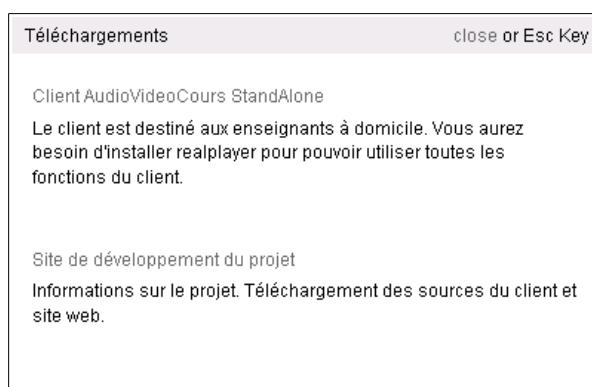 Téléchargements close or Esc Key
Client AudioVideoCours StandAlone
Le client est destiné aux enseignants à domicile. Vous aurez
besoin d'installer realplayer pour pouvoir utiliser toutes les
fonctions du client.
Site de développement du projet
Informations sur le projet. Téléchargement des sources du client et
site web.